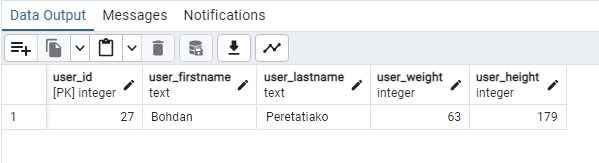 Data Output Messages Notifications
user_id user_firstname user_lastname user_weight user_height
[PK] integer text text integer integer
1 27 Bohdan Peretatiako 63 179